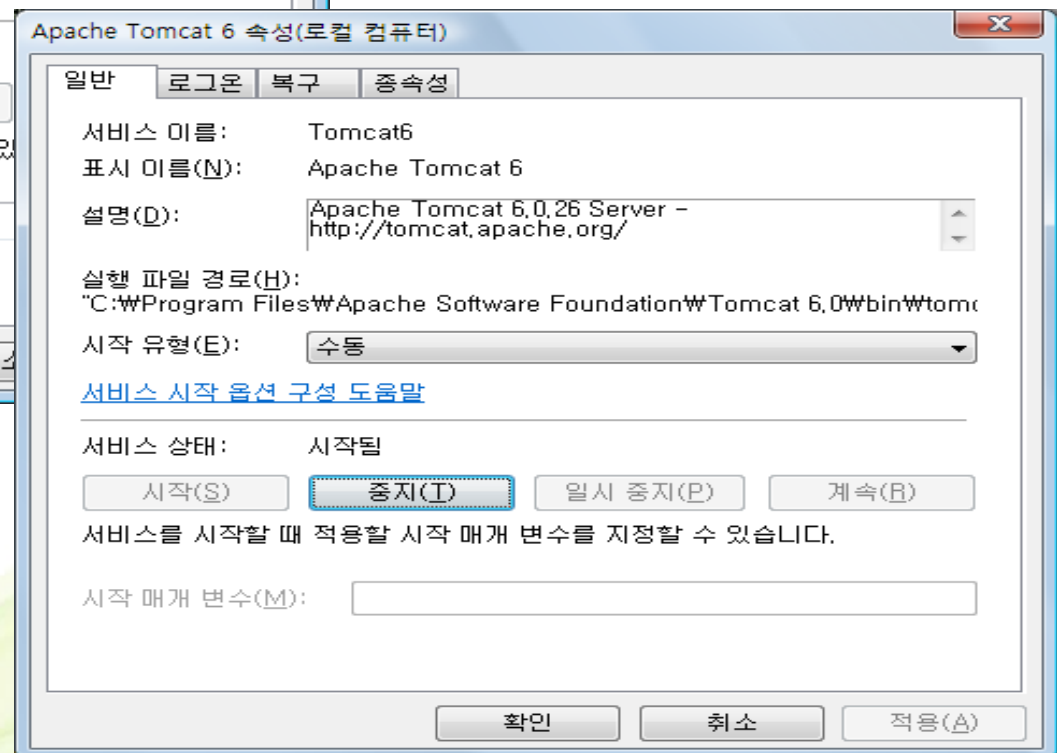 Apache Tomcat 6 속성(로컬 컴퓨터)
일반 로그온 복구 종속성
서비스 이름: Tomcat6
표시 이름(N): Apache Tomcat 6
설명(D): Apache Tomcat 6.0.26 Server -
http://tomcat.apache.org/
실행 파일 경로(H):
"C:₩Program Files₩Apache Software Foundation₩Tomcat 6.0₩bin₩tomc
시작 유형(E): 수동
서비스 시작 옵션 구성 도움말
서비스 상태: 시작됨
시작(S) 중지(T) 일시 중지(P) 계속(R)
서비스를 시작할 때 적용할 시작 매개 변수를 지정할 수 있습니다.
시작 매개 변수(M):
확인 취소 적용(A)